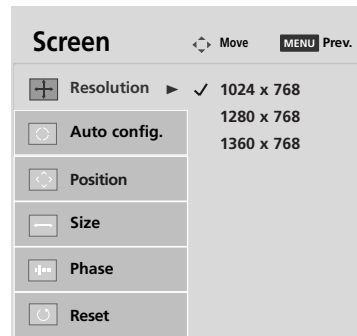 Screen
Move MENU Prev.
Resolution 1024 x 768
1280 x 768
1360 x 768
Auto config.
Position
Size
Phase
Reset